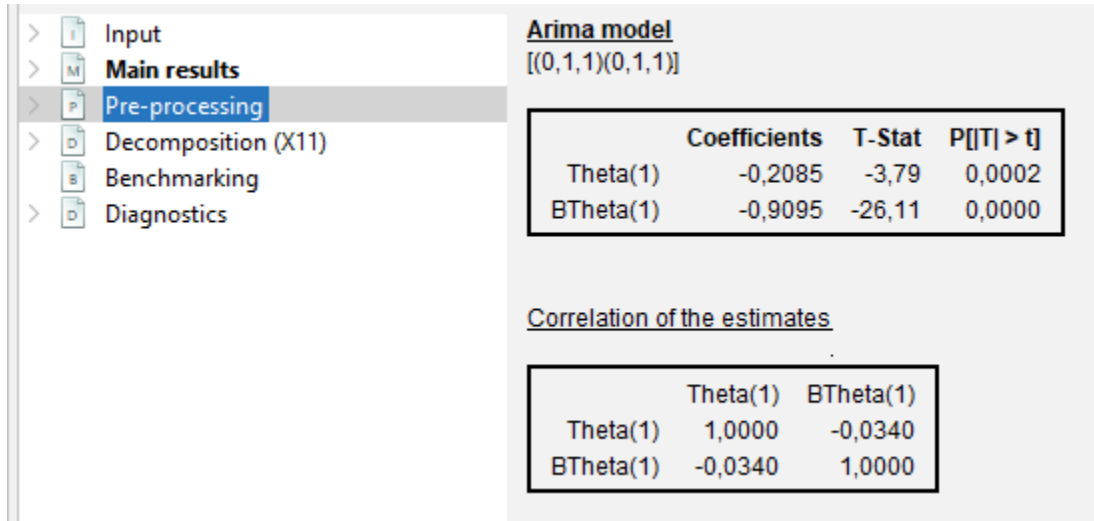 Input
Main results
Pre-processing
Decomposition (X11)
Benchmarking
Diagnostics
Arima model
[(0,1,1)(0,1,1)]
Coefficients T-Stat P[|T| > t]
Theta(1) -0,2085 -3,79 0,0002
BTheta(1) -0,9095 -26,11 0,0000
Correlation of the estimates
.
Theta(1) BTheta(1)
Theta(1) 1,0000 -0,0340
BTheta(1) -0,0340 1,0000